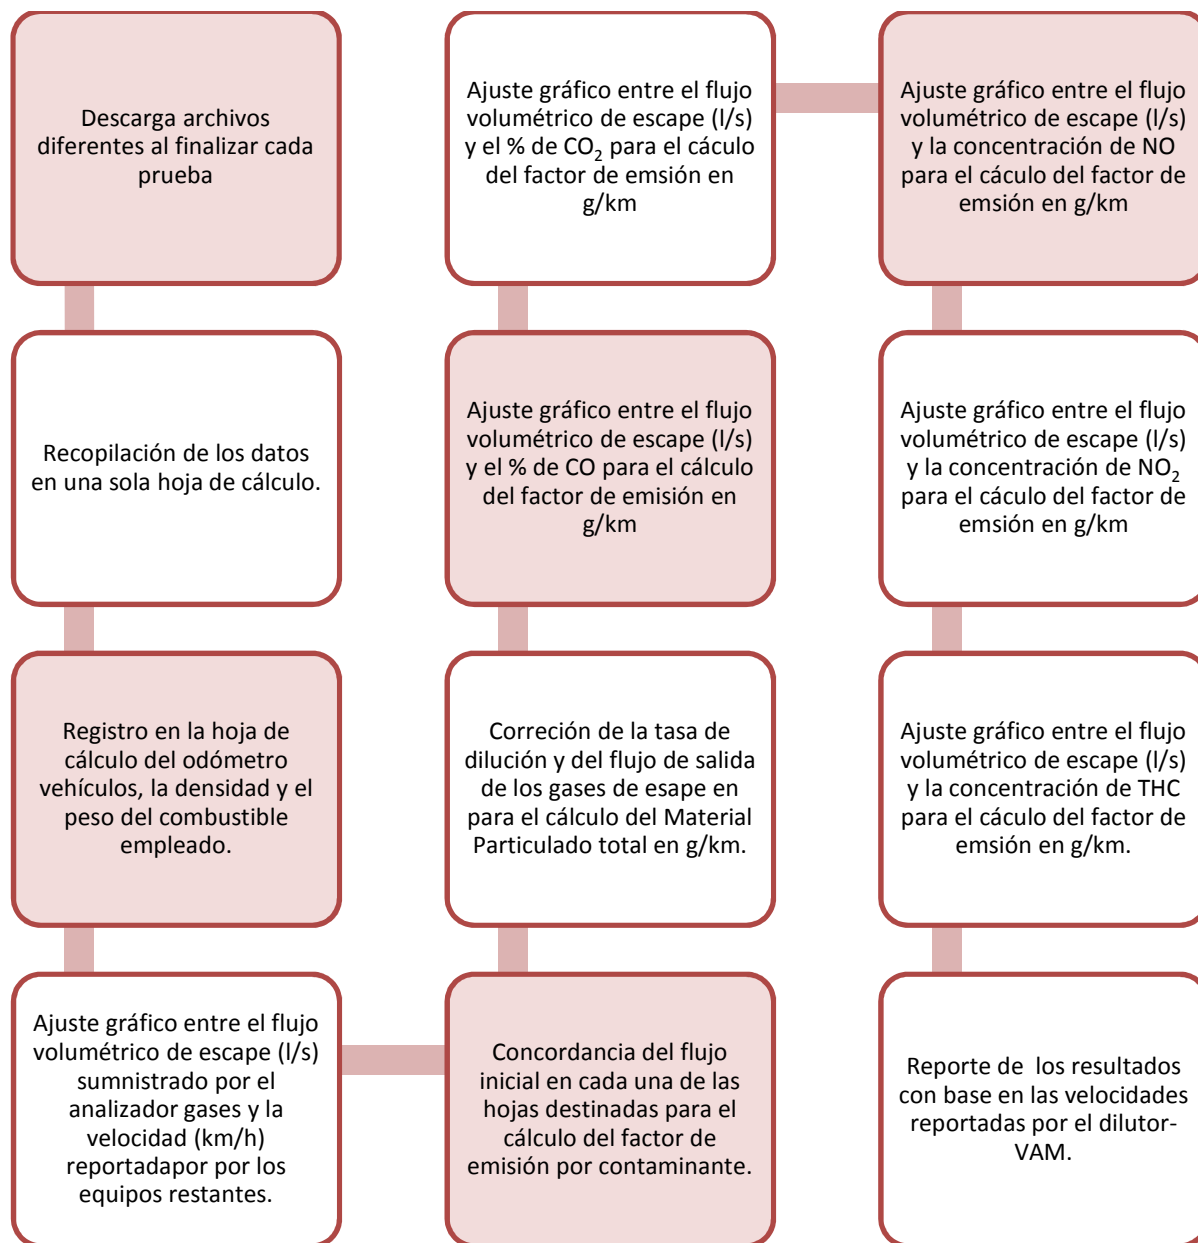 Descarga archivos
diferentes al finalizar cada
prueba
Recopilación de los datos
en una sola hoja de cálculo.
Registro en la hoja de
cálculo del odómetro
vehículos, la densidad y el
peso del combustible
empleado.
Ajuste gráfico entre el flujo
volumétrico de escape (l/s)
sumnistrado por el
analizador gases y la
velocidad (km/h)
reportadapor por los
equipos restantes.
Concordancia del flujo
inicial en cada una de las
hojas destinadas para el
cálculo del factor de
emisión por contaminante.
Correción de la tasa de
dilución y del flujo de salida
de los gases de esape en
para el cálculo del Material
Particulado total en g/km.
Ajuste gráfico entre el flujo
volumétrico de escape (l/s)
y el % de CO para el cálculo
del factor de emisión en
g/km
Ajuste gráfico entre el flujo
volumétrico de escape (l/s)
y el % de CO₂ para el cáculo
del factor de emsión en
g/km
Ajuste gráfico entre el flujo
volumétrico de escape (l/s)
y la concentración de NO
para el cáculo del factor de
emsión en g/km
Ajuste gráfico entre el flujo
volumétrico de escape (l/s)
y la concentración de NO₂
para el cáculo del factor de
emsión en g/km
Ajuste gráfico entre el flujo
volumétrico de escape (l/s)
y la concentración de THC
para el cáculo del factor de
emsión en g/km.
Reporte de los resultados
con base en las velocidades
reportadas por el dilutor-
VAM.